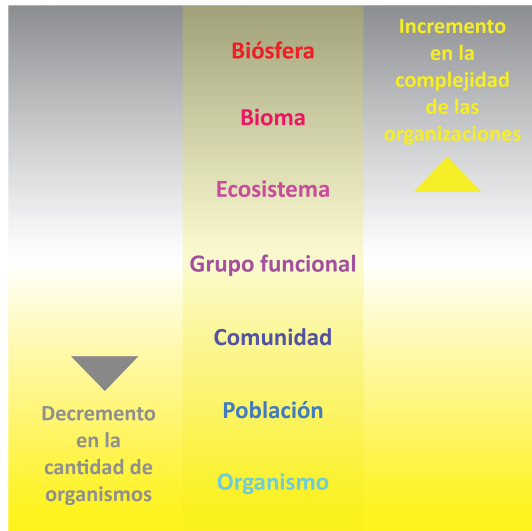 Biósfera
Bioma
Ecosistema
Grupo funcional
Comunidad
Población
Organismo
Incremento
en la
complejidad
de las
organizaciones
Decremento
en la
cantidad de
organismos